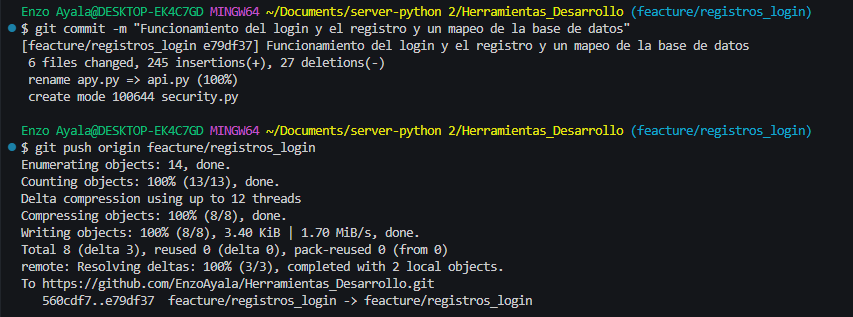 Enzo Ayala@DESKTOP-EK4C7GD MINGW64 ~/Documents/server-python 2/Herramientas_Desarrollo (feacture/registros_login)
$ git commit -m "Funcionamiento del login y el registro y un mapeo de la base de datos"
[feacture/registros_login e79df37] Funcionamiento del login y el registro y un mapeo de la base de datos
 6 files changed, 245 insertions(+), 27 deletions(-)
 rename apy.py => api.py (100%)
 create mode 100644 security.py
Enzo Ayala@DESKTOP-EK4C7GD MINGW64 ~/Documents/server-python 2/Herramientas_Desarrollo (feacture/registros_login)
$ git push origin feacture/registros_login
Enumerating objects: 14, done.
Counting objects: 100% (13/13), done.
Delta compression using up to 12 threads
Compressing objects: 100% (8/8), done.
Writing objects: 100% (8/8), 3.40 KiB | 1.70 MiB/s, done.
Total 8 (delta 3), reused 0 (delta 0), pack-reused 0 (from 0)
remote: Resolving deltas: 100% (3/3), completed with 2 local objects.
To https://github.com/EnzoAyala/Herramientas_Desarrollo.git
   560cdf7..e79df37  feacture/registros_login -> feacture/registros_login